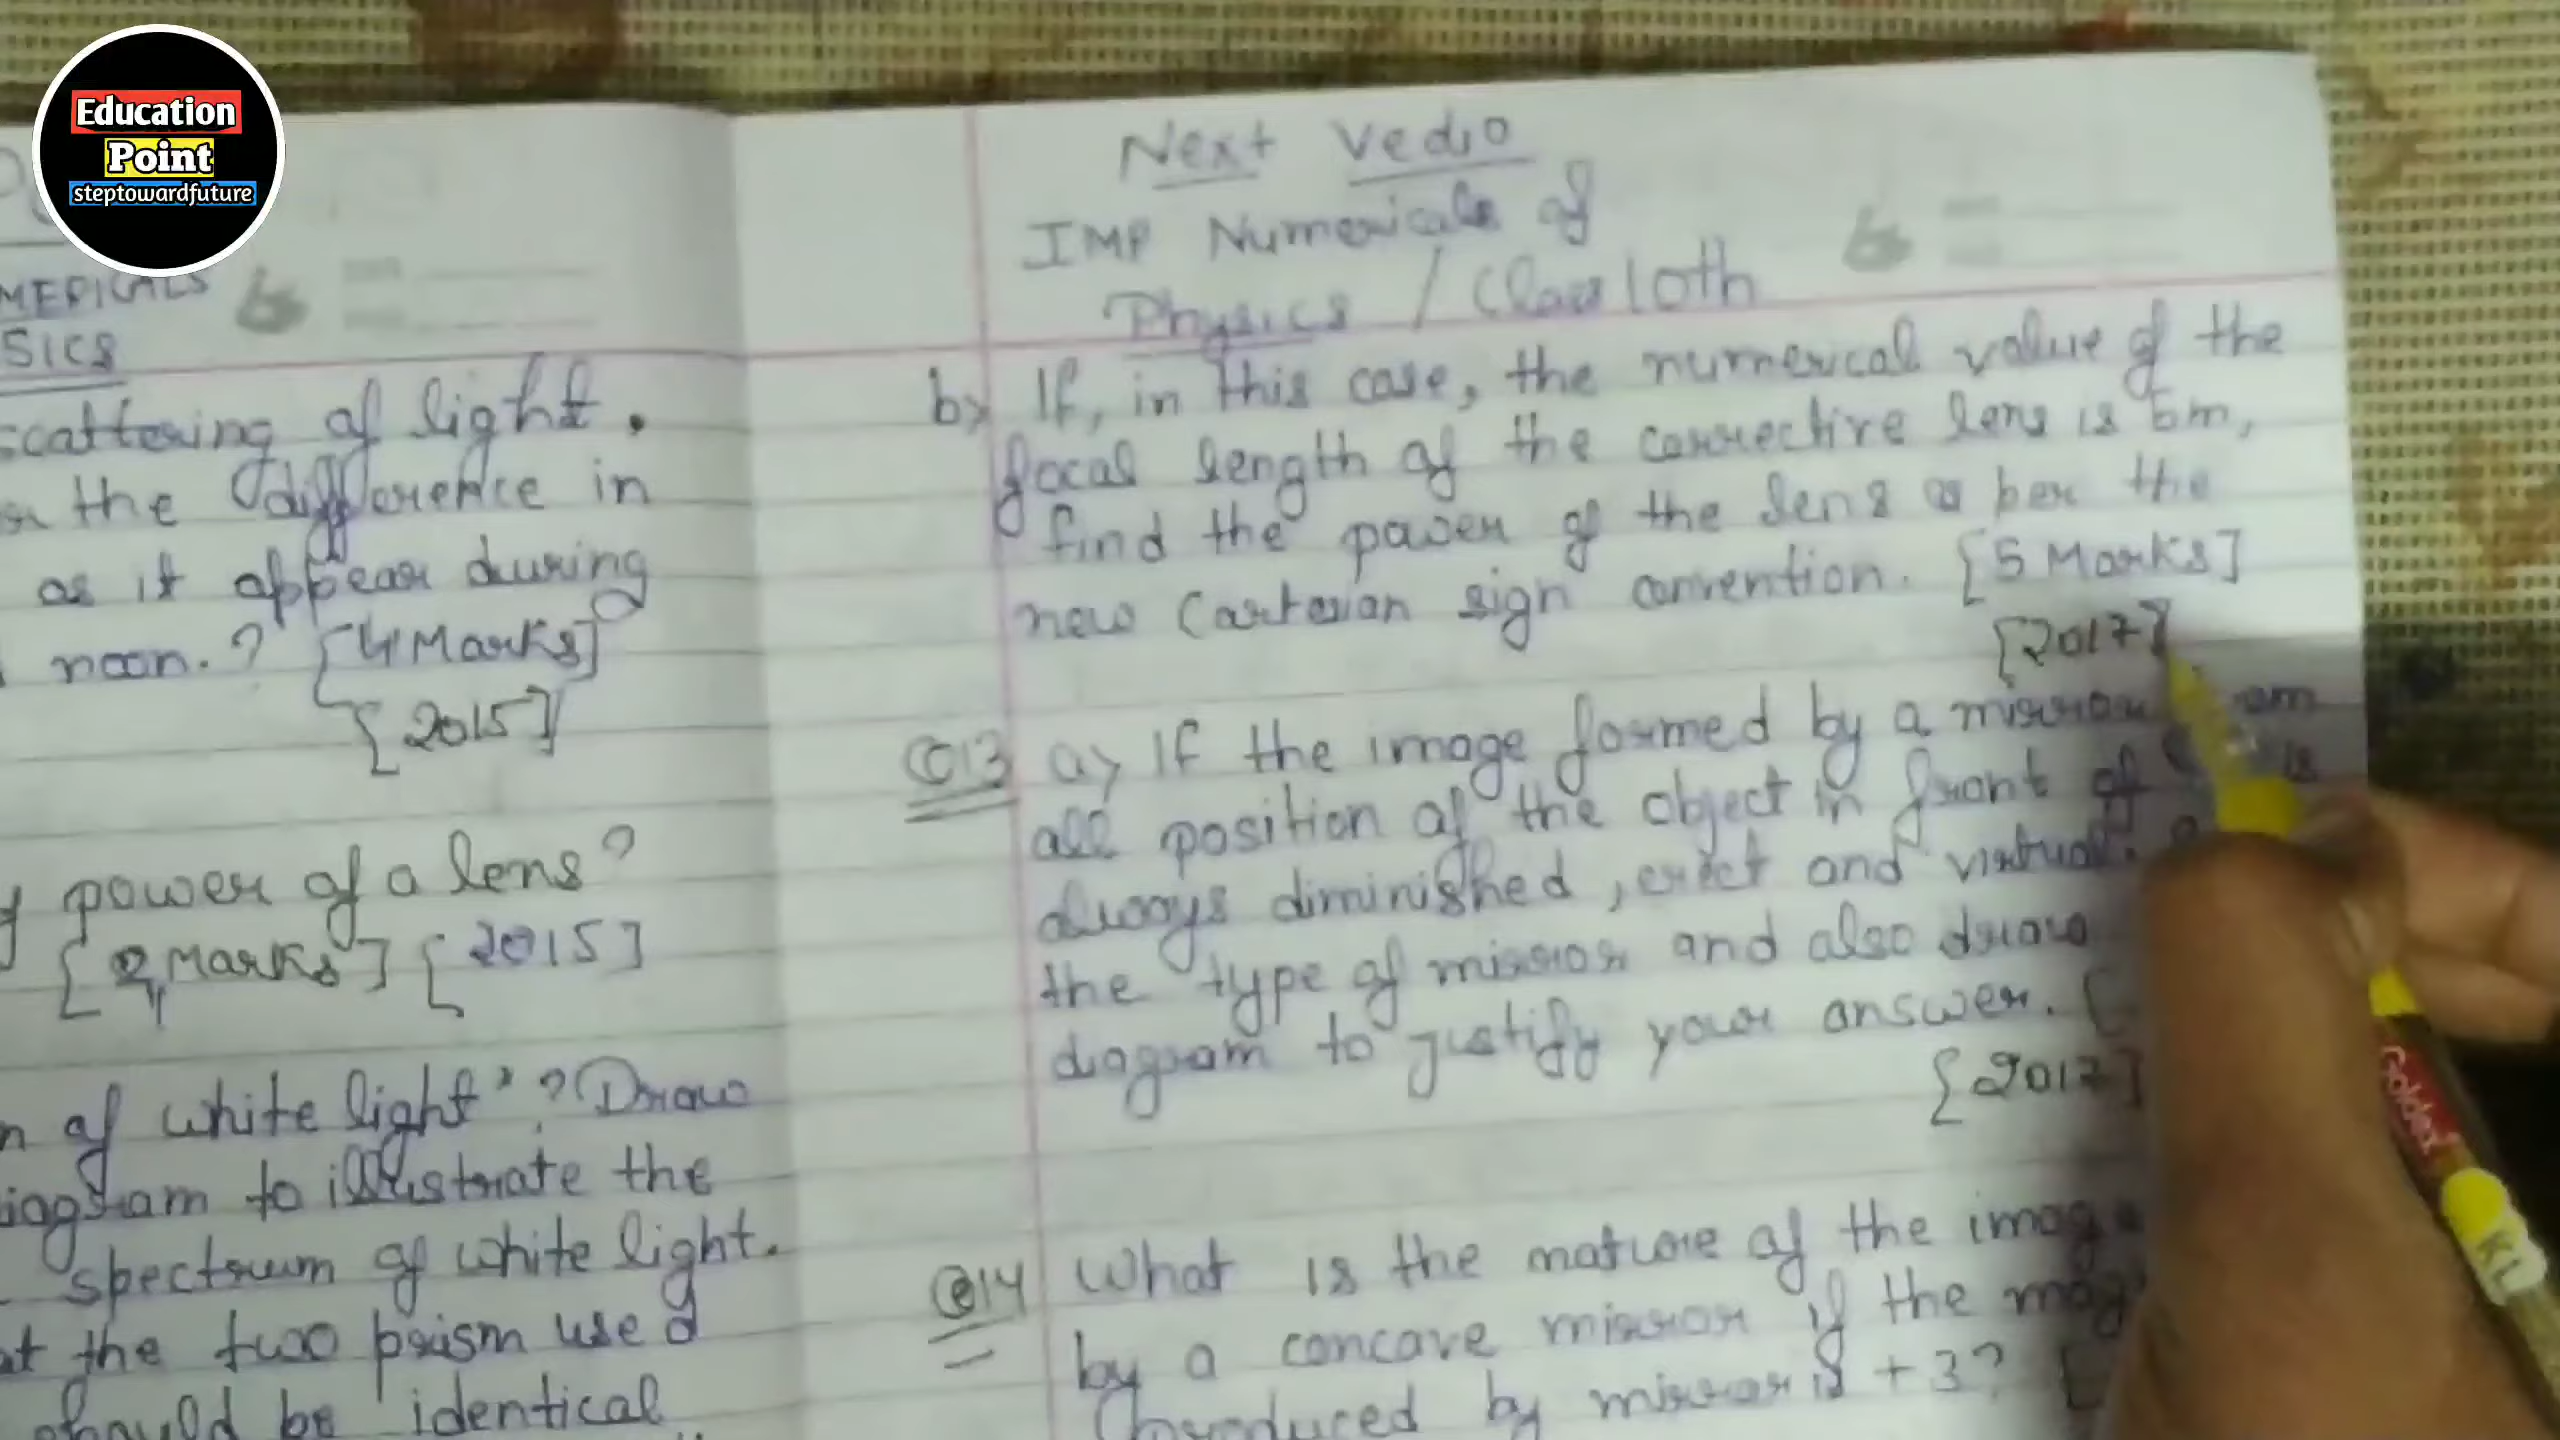 Education
Point
steptowardfuture
SICS
scattering of light.
the difference in
as it appear during
noon.? [4 Marks]
[2015]
power of a lens?
[2 Marks] [2015]
of white light'? Draw
to illustrate the
spectrum of white light.
the two prism used
should be identical
Next Vedio
IMP Numericals of
Physics / Class 10th
b> If, in this case, the numerical value of the
focal length of the corrective lens is 5m,
find the power of the lens as per the
new Cartesian sign convention. [5 Marks]
[2017]
Q13 a> If the image formed by a mirror
all position of the object in front of is
always diminished, erect and virtual.
the type of mirror and also draw
diagram to justify your answer. [
[2017]
Q14 What is the nature of the image
by a concave mirror if the
produced by mirror is +3? [
Goldex
KL